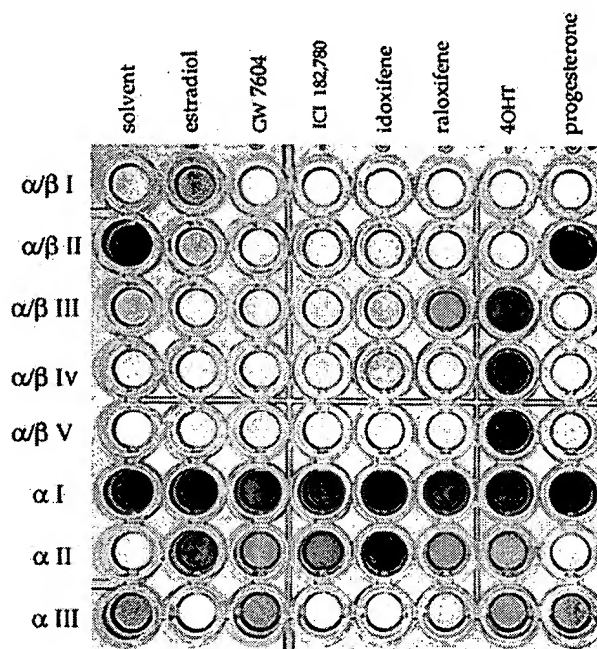 solvent
estradiol
GW 7604
ICI 182,780
idoxifene
raloxifene
4OHT
progesterone
α/β I
α/β II
α/β III
α/β Iv
α/β V
α I
α II
α III